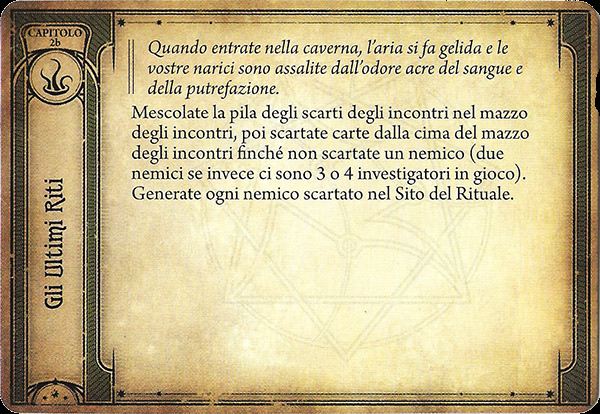 CAPITOLO
2b
Gli Ultimi Riti
Quando entrate nella caverna, l'aria si fa gelida e le
vostre narici sono assalite dall'odore acre del sangue e
della putrefazione.
Mescolate la pila degli scarti degli incontri nel mazzo
degli incontri, poi scartate carte dalla cima del mazzo
degli incontri finché non scartate un nemico (due
nemici se invece ci sono 3 o 4 investigatori in gioco).
Generate ogni nemico scartato nel Sito del Rituale.